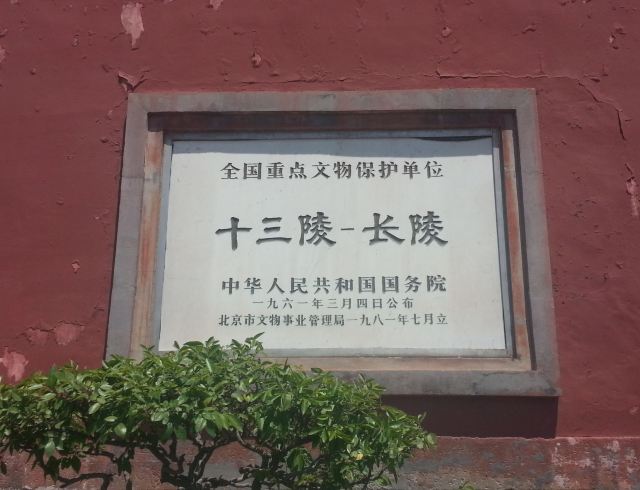 全国重点文物保护单位
十三陵－长陵
中华人民共和国国务院
一九六一年三月四日公布
北京市文物事业管理局一九八一年七月立